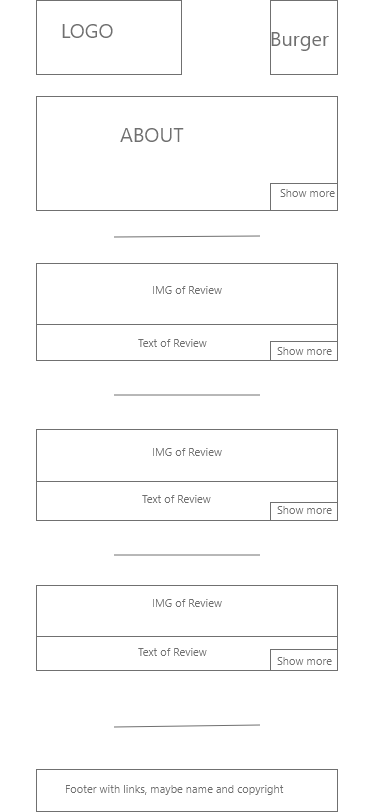 LOGO
Burger
ABOUT
Show more
IMG of Review
Text of Review
Show more
IMG of Review
Text of Review
Show more
IMG of Review
Text of Review
Show more
Footer with links, maybe name and copyright